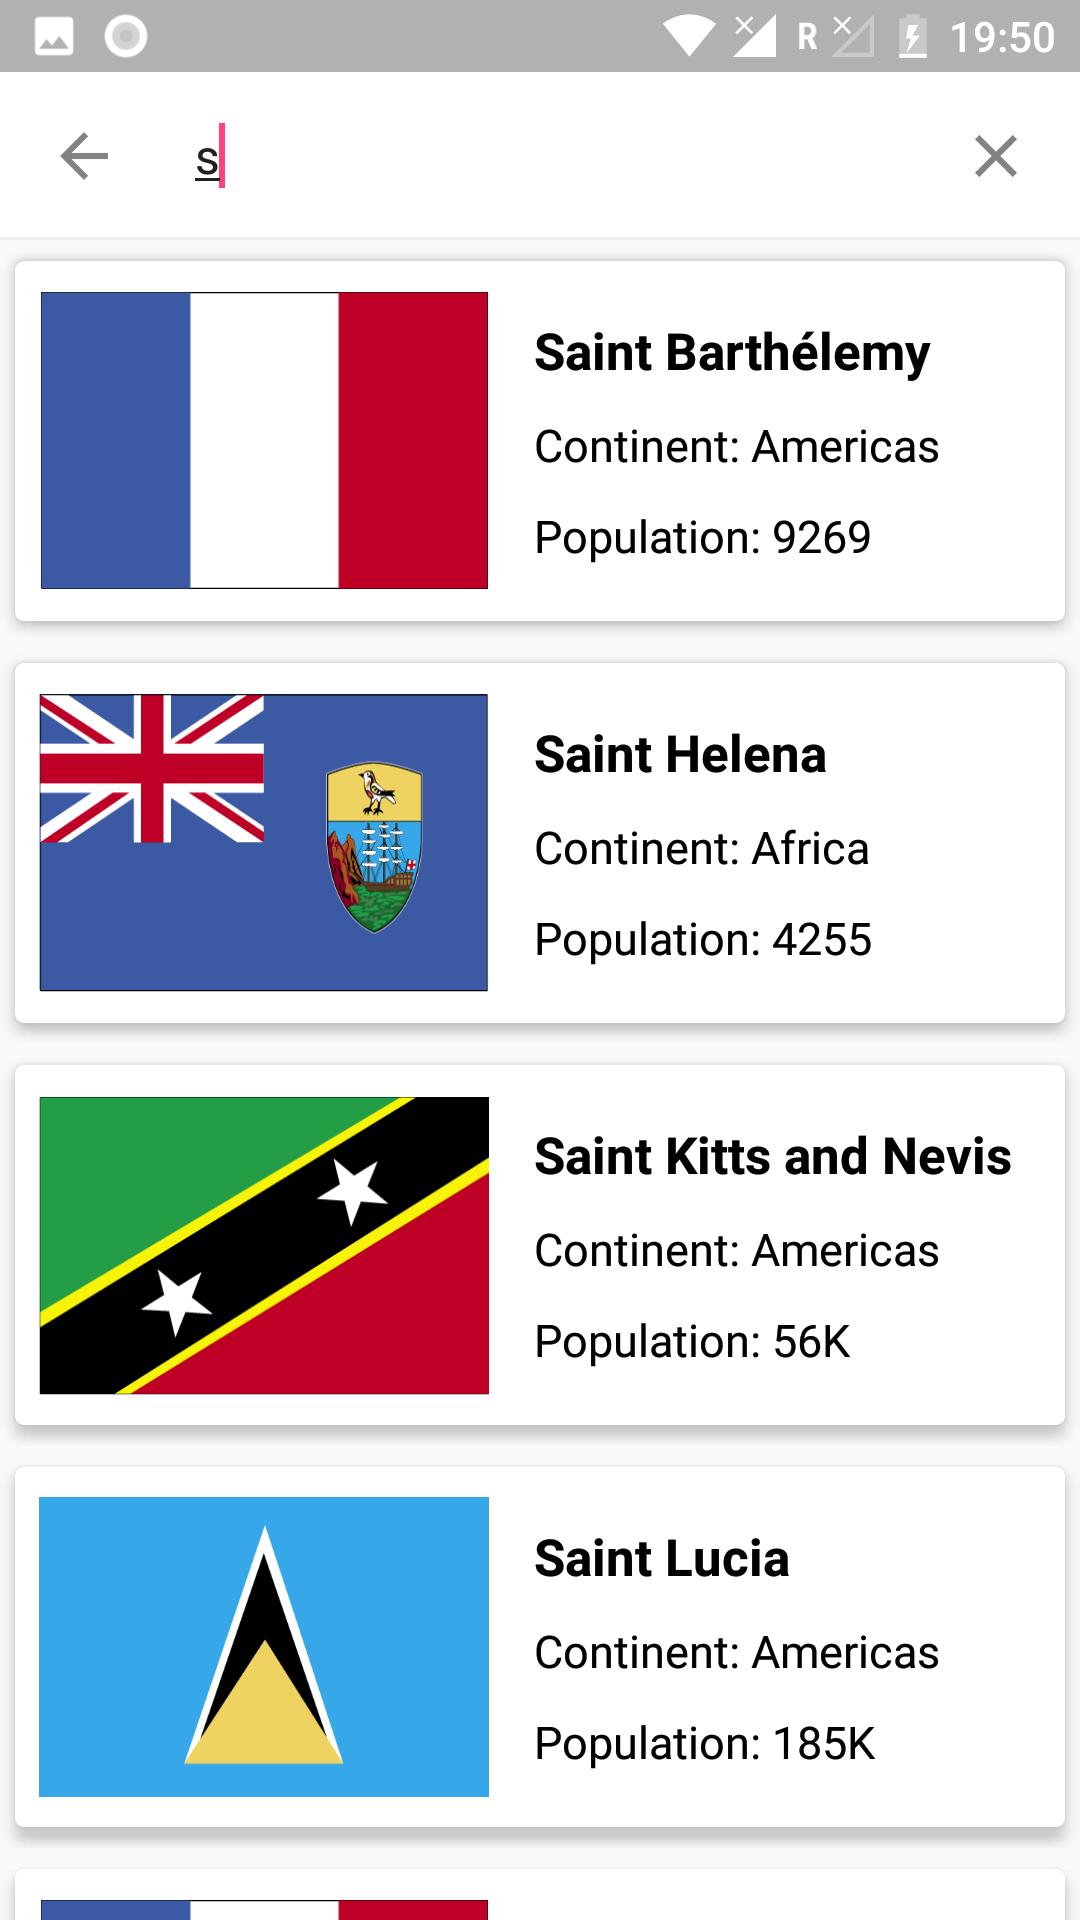 R 19:50
s
Saint Barthélemy
Continent: Americas
Population: 9269
Saint Helena
Continent: Africa
Population: 4255
Saint Kitts and Nevis
Continent: Americas
Population: 56K
Saint Lucia
Continent: Americas
Population: 185K